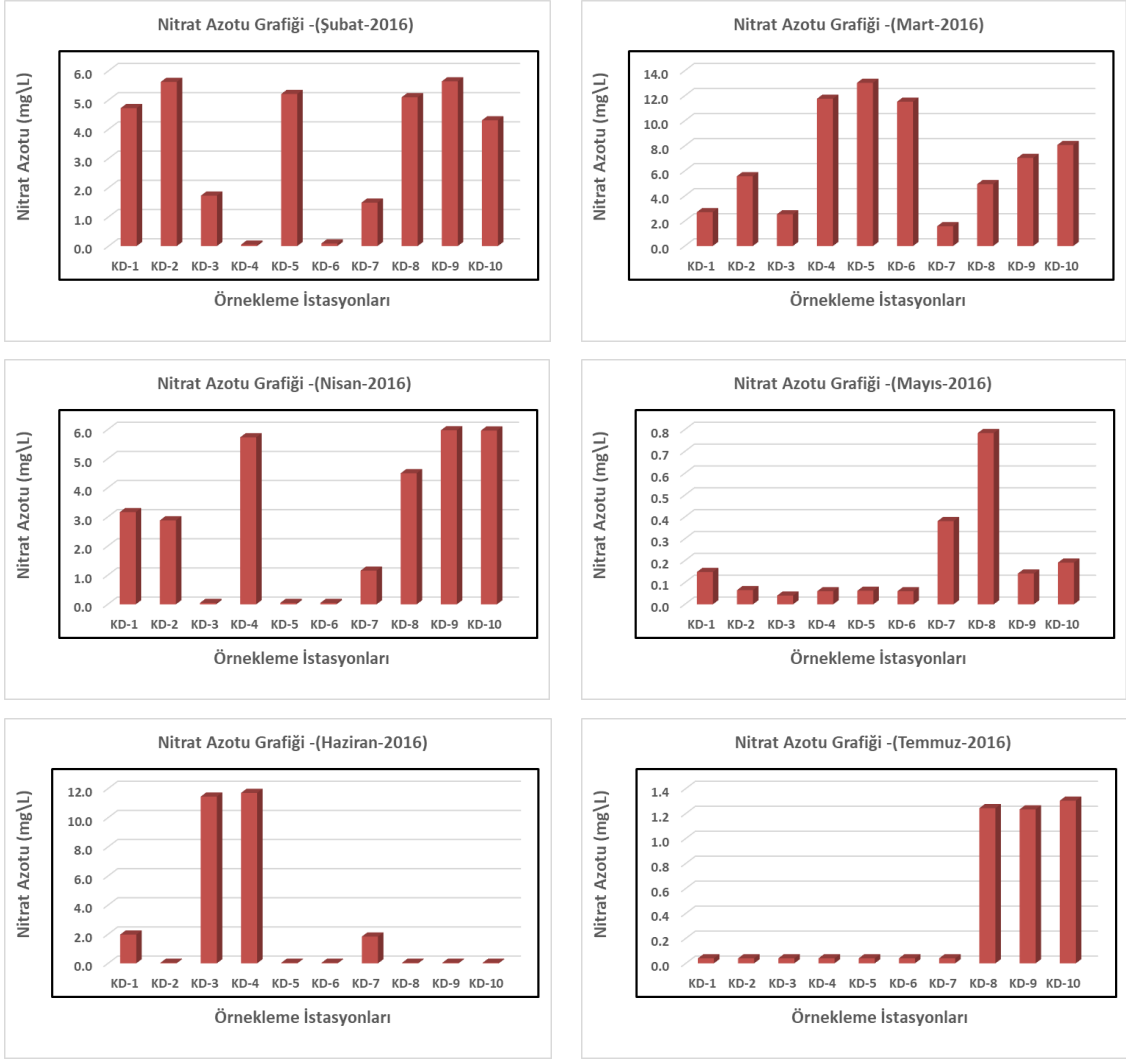 Nitrat Azotu Grafiği -(Şubat-2016)
Nitrat Azotu (mg\L)
6.0
5.0
4.0
3.0
2.0
1.0
0.0
KD-1 KD-2 KD-3 KD-4 KD-5 KD-6 KD-7 KD-8 KD-9 KD-10
Örnekleme İstasyonları
Nitrat Azotu Grafiği -(Mart-2016)
Nitrat Azotu (mg\L)
14.0
12.0
10.0
8.0
6.0
4.0
2.0
0.0
KD-1 KD-2 KD-3 KD-4 KD-5 KD-6 KD-7 KD-8 KD-9 KD-10
Örnekleme İstasyonları
Nitrat Azotu Grafiği -(Nisan-2016)
Nitrat Azotu (mg\L)
6.0
5.0
4.0
3.0
2.0
1.0
0.0
KD-1 KD-2 KD-3 KD-4 KD-5 KD-6 KD-7 KD-8 KD-9 KD-10
Örnekleme İstasyonları
Nitrat Azotu Grafiği -(Mayıs-2016)
Nitrat Azotu (mg\L)
0.8
0.7
0.6
0.5
0.4
0.3
0.2
0.1
0.0
KD-1 KD-2 KD-3 KD-4 KD-5 KD-6 KD-7 KD-8 KD-9 KD-10
Örnekleme İstasyonları
Nitrat Azotu Grafiği -(Haziran-2016)
Nitrat Azotu (mg\L)
12.0
10.0
8.0
6.0
4.0
2.0
0.0
KD-1 KD-2 KD-3 KD-4 KD-5 KD-6 KD-7 KD-8 KD-9 KD-10
Örnekleme İstasyonları
Nitrat Azotu Grafiği -(Temmuz-2016)
Nitrat Azotu (mg\L)
1.4
1.2
1.0
0.8
0.6
0.4
0.2
0.0
KD-1 KD-2 KD-3 KD-4 KD-5 KD-6 KD-7 KD-8 KD-9 KD-10
Örnekleme İstasyonları